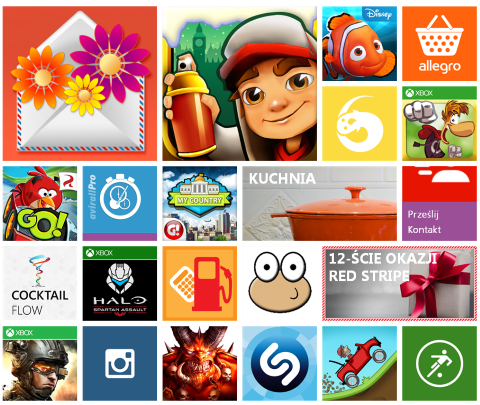 Disney
allegro
XBOX
GO!
aviraliPro
MY COUNTRY
G!
KUCHNIA
Prześlij
Kontakt
COCKTAIL
FLOW
XBOX
HALO
SPARTAN ASSAULT
12-ŚCIE OKAZJI
RED STRIPE
XBOX